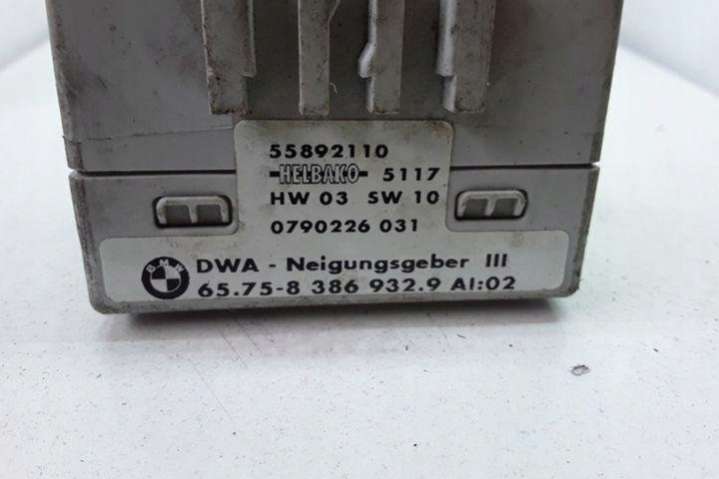 55892110
HELBAKO 5117
HW 03 SW 10
0790226 031
BMW DWA - Neigungsgeber III
65.75-8 386 932.9 AI:02